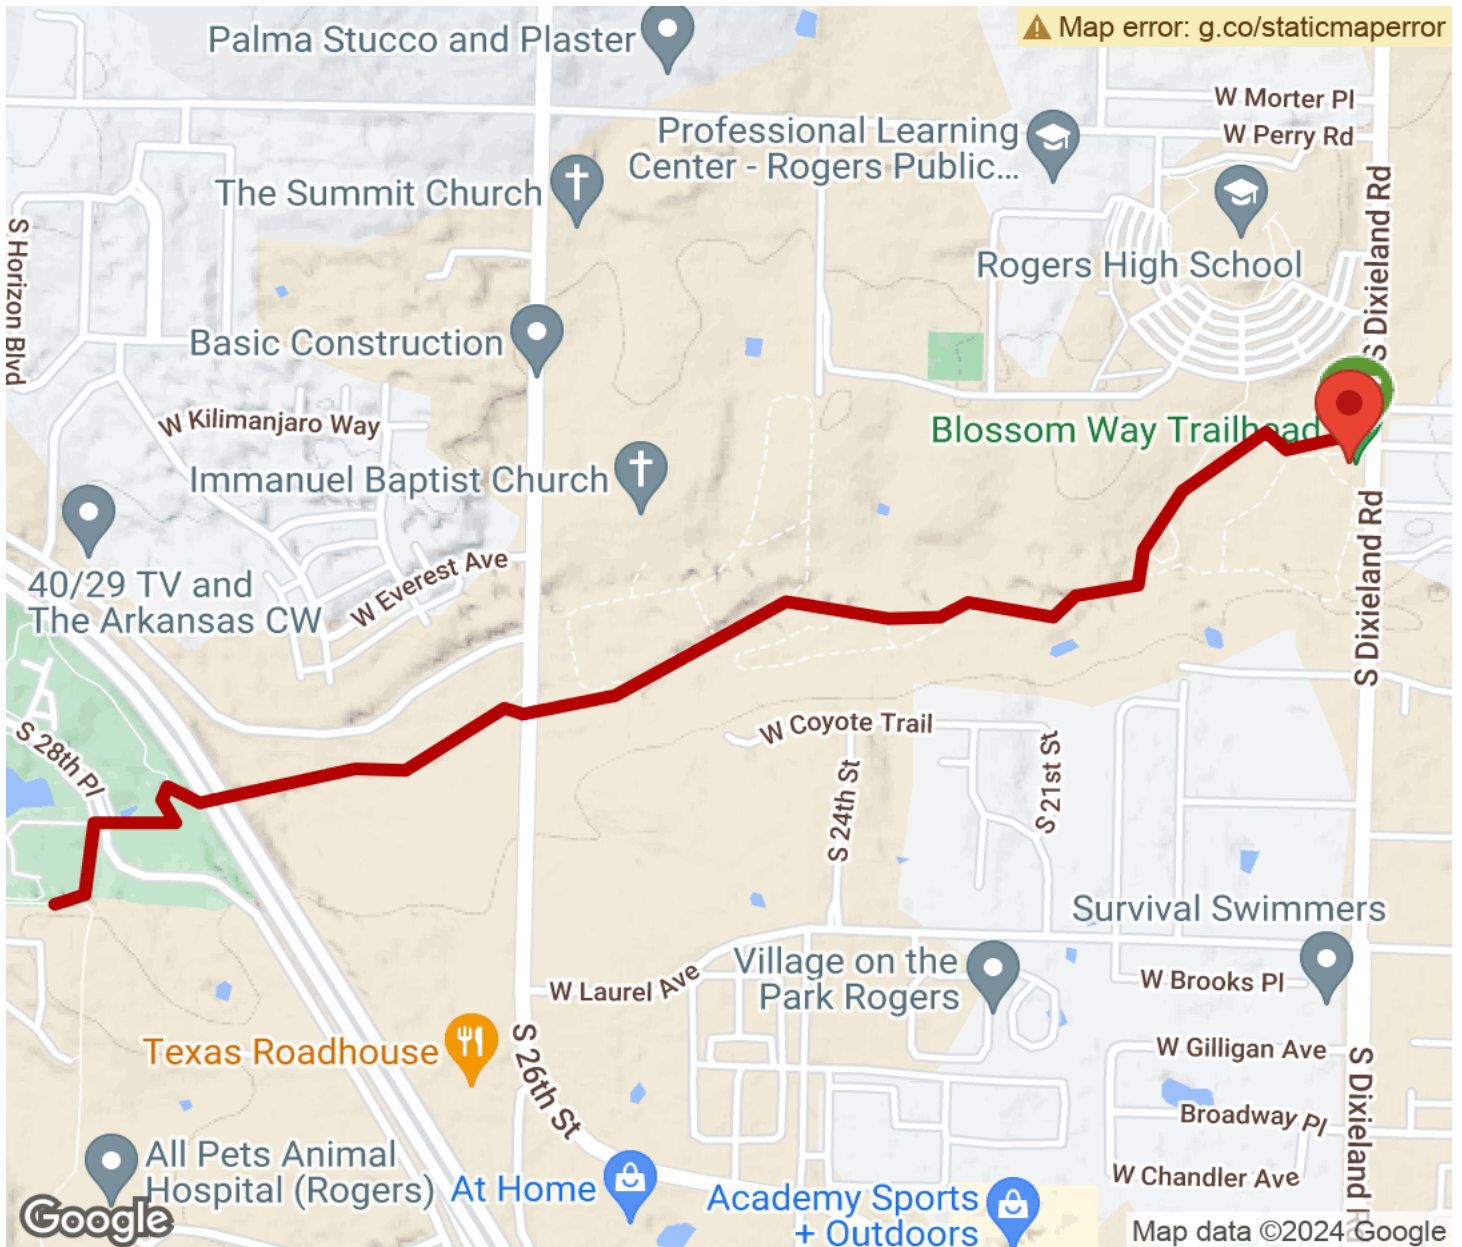 Palma Stucco and Plaster
Map error: g.co/staticmaperror
W Morter Pl
W Perry Rd
Professional Learning
Center - Rogers Public...
The Summit Church
S Dixieland Rd
Rogers High School
S Horizon Blvd
Basic Construction
S Dixieland Rd
W Kilimanjaro Way
Blossom Way Trailhead
Immanuel Baptist Church
40/29 TV and
The Arkansas CW
W Everest Ave
S Dixieland Rd
S 28th Pl
W Coyote Trail
S 24th St
S 21st St
Survival Swimmers
Village on the
Park Rogers
W Laurel Ave
W Brooks Pl
Texas Roadhouse
S 26th St
W Gilligan Ave
S Dixieland Rd
Broadway Pl
All Pets Animal
Hospital (Rogers)
At Home
W Chandler Ave
Academy Sports
+ Outdoors
Google
Map data ©2024 Google